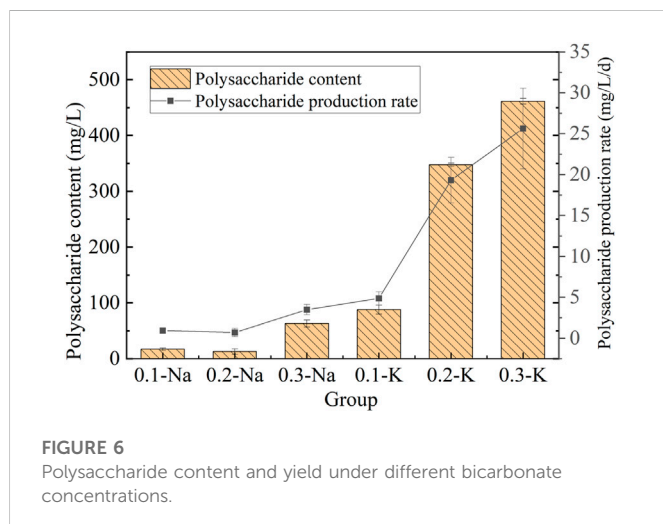 Polysaccharide content
Polysaccharide production rate
Polysaccharide content (mg/L)
500
400
300
200
100
0
35
30
25
20
15
10
5
0
Polysaccharide production rate (mg/L/d)
0.1-Na 0.2-Na 0.3-Na 0.1-K 0.2-K 0.3-K
Group
FIGURE 6
Polysaccharide content and yield under different bicarbonate
concentrations.